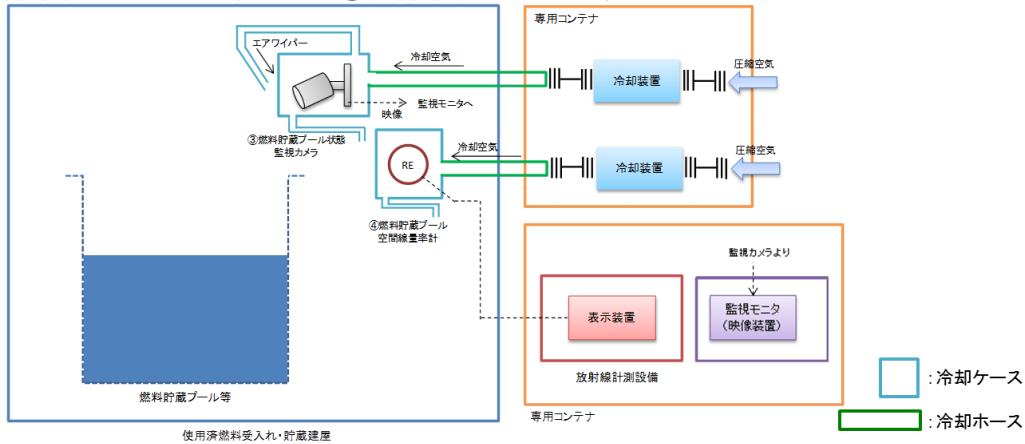 専用コンテナ
エアワイパー
冷却空気
圧縮空気
冷却装置
監視モニタへ
映像
③燃料貯蔵プール状態
監視カメラ
冷却空気
圧縮空気
冷却装置
RE
④燃料貯蔵プール
空間線量率計
監視カメラより
表示装置
監視モニタ
(映像装置)
放射線計測設備
:冷却ケース
燃料貯蔵プール等
専用コンテナ
:冷却ホース
使用済燃料受入れ・貯蔵建屋